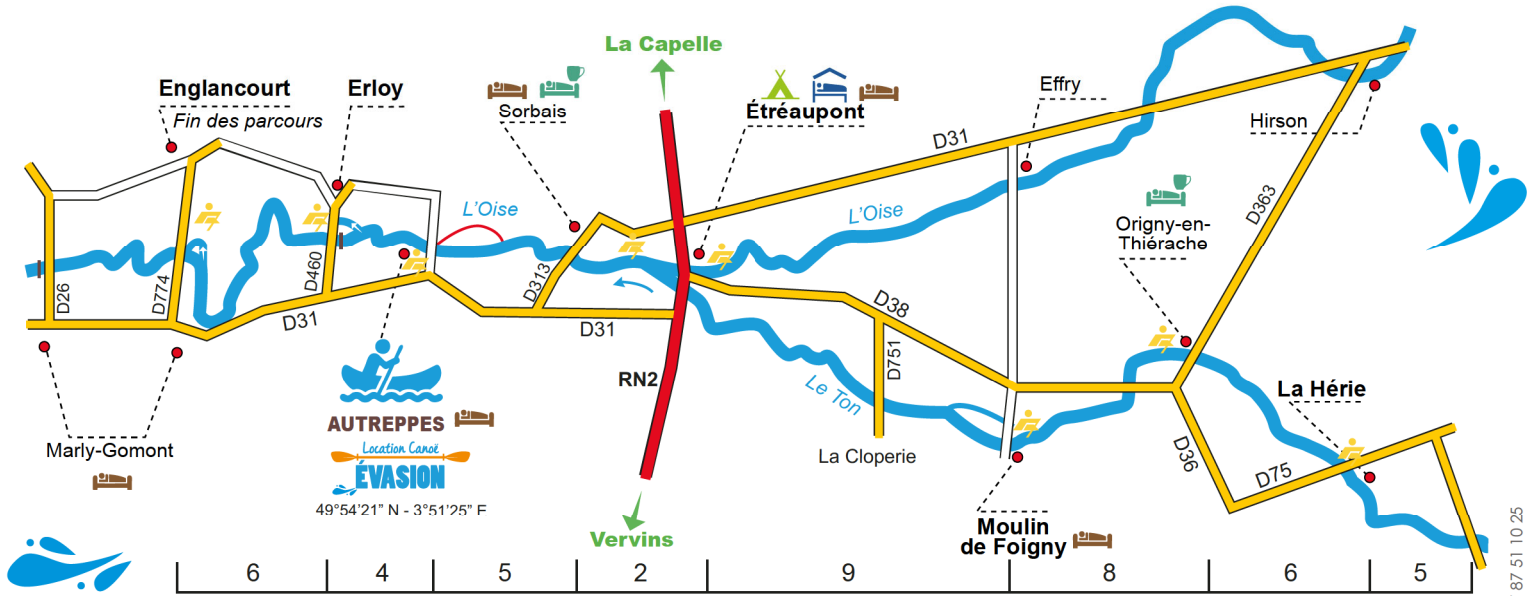 La Capelle
Englancourt
Fin des parcours
Erloy
Sorbais
Étréaupont
Effry
Hirson
D31
L'Oise
L'Oise
D363
Origny-en-
Thiérache
D26
D774
D460
D313
D31
D31
D38
D751
RN2
Le Ton
La Hérie
AUTREPPES
Location Canoë
ÉVASION
49°54'21" N - 3°51'25" E
Marly-Gomont
La Cloperie
D36
D75
Moulin
de Foigny
Vervins
6 4 5 2 9 8 6 5
87 51 10 25